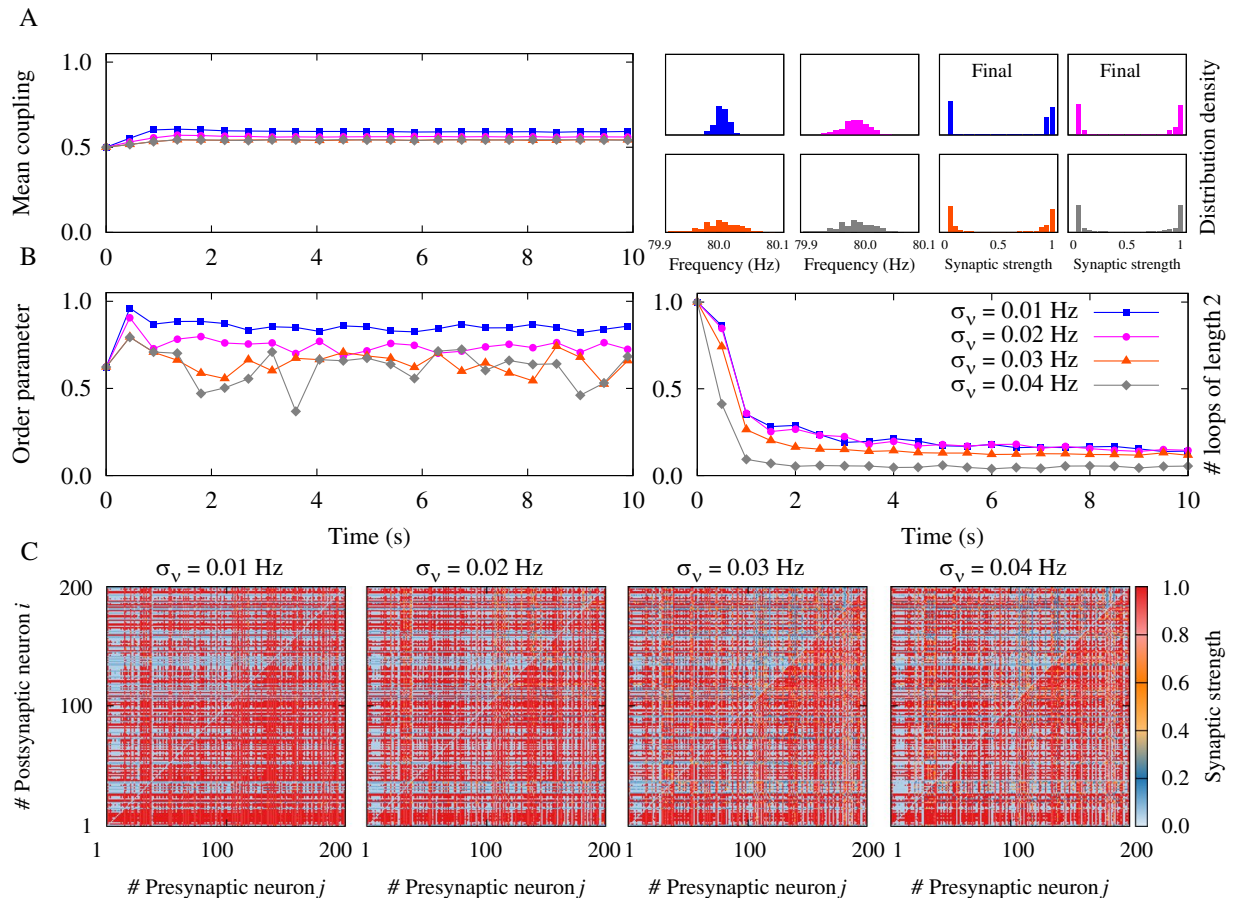 A
Mean coupling
1.0
0.5
0.0
0 2 4 6 8 10
Final Final
Distribution density
79.9 80.0 80.1 79.9 80.0 80.1 0 0.5 1 0 0.5 1
Frequency (Hz) Frequency (Hz) Synaptic strength Synaptic strength
B
Order parameter
1.0
0.5
0.0
0 2 4 6 8 10
Time (s)
1.0
0.5
0.0
0 2 4 6 8 10
Time (s)
# loops of length 2
σν = 0.01 Hz
σν = 0.02 Hz
σν = 0.03 Hz
σν = 0.04 Hz
C
σν = 0.01 Hz σν = 0.02 Hz σν = 0.03 Hz σν = 0.04 Hz
# Postsynaptic neuron i
200
100
1
1 100 200 1 100 200 1 100 200 1 100 200
# Presynaptic neuron j # Presynaptic neuron j # Presynaptic neuron j # Presynaptic neuron j
1.0
0.8
0.6
0.4
0.2
0.0
Synaptic strength